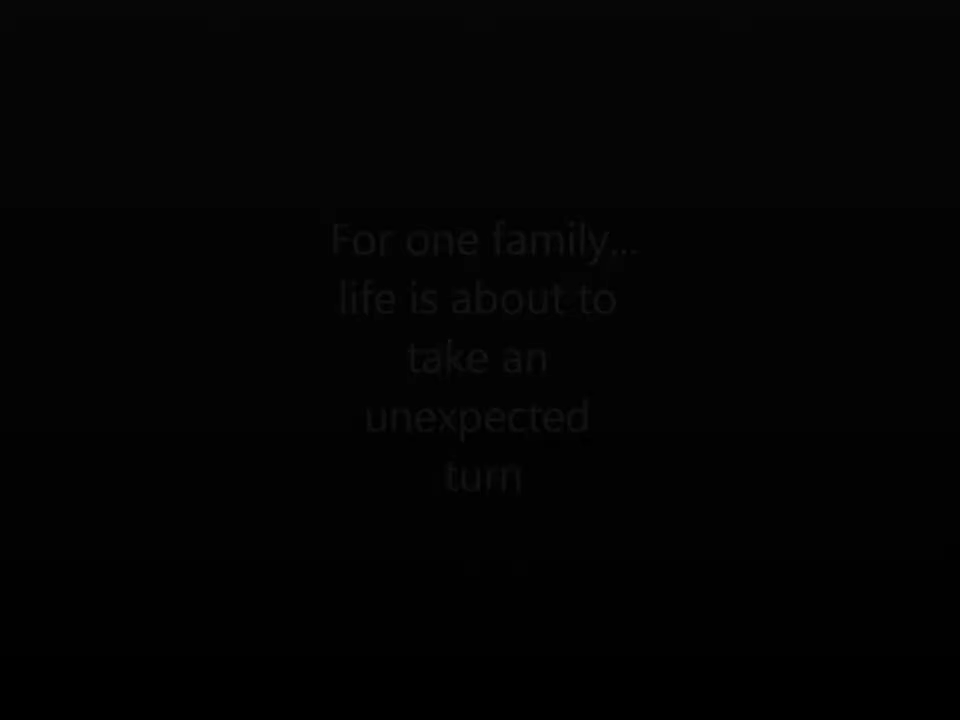 For one family...
life is about to
take an
unexpected
turn